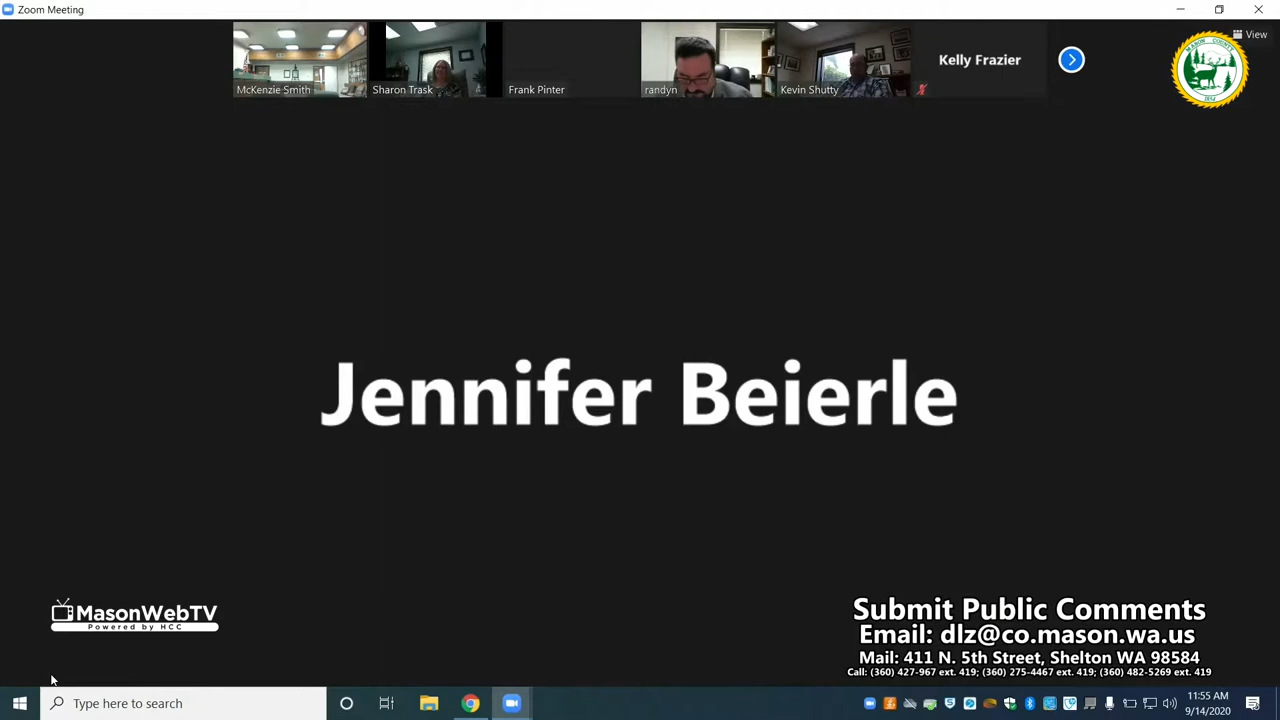 Zoom Meeting
View
McKenzie Smith
Sharon Trask
Frank Pinter
randyn
Kevin Shutty
Kelly Frazier
MASON COUNTY
1854
Jennifer Beierle
MasonWebTV
Powered by HCC
Submit Public Comments
Email: dlz@co.mason.wa.us
Mail: 411 N. 5th Street, Shelton WA 98584
Call: (360) 427-967 ext. 419; (360) 275-4467 ext. 419; (360) 482-5269 ext. 419
Type here to search
11:55 AM
9/14/2020